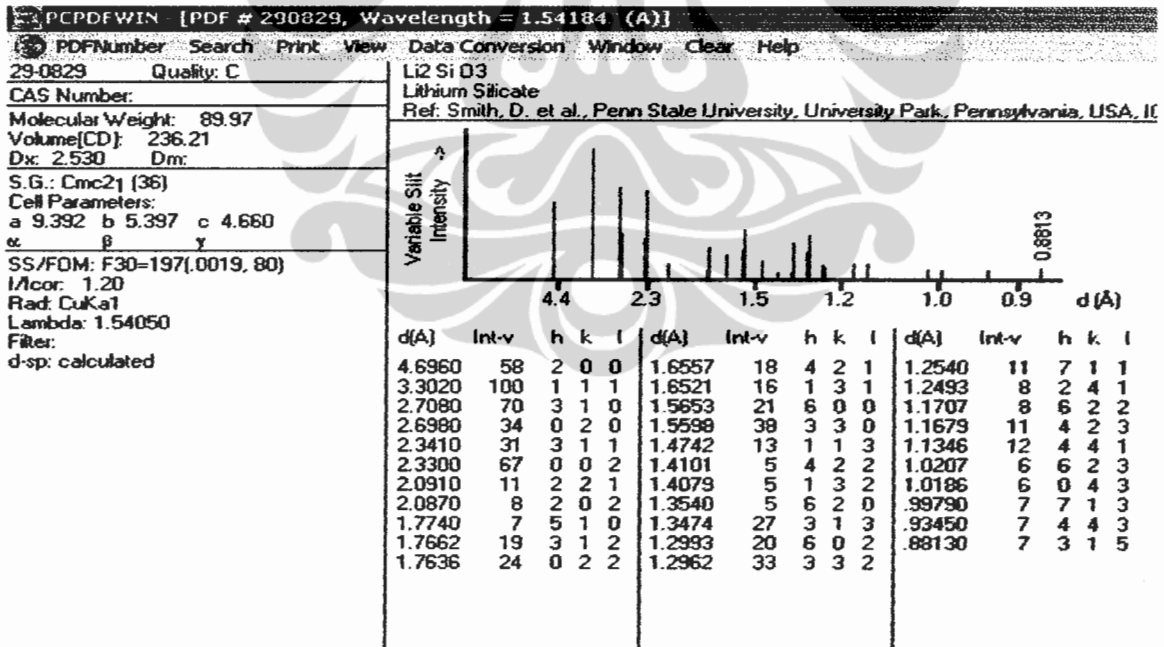 PCPDFWIN - [PDF # 290829, Wavelength = 1.54184 (A)]
PDFNumber Search Print View Data Conversion Window Clear Help
29-0829 Quality: C
CAS Number:
Molecular Weight: 89.97
Volume[CD]: 236.21
Dx: 2.530 Dm:
S.G.: Cmc21 (36)
Cell Parameters:
a 9.392 b 5.397 c 4.660
α β γ
SS/FOM: F30=197(.0019, 80)
I/Icor: 1.20
Rad: CuKa1
Lambda: 1.54050
Filter:
d-sp: calculated
Li2 Si O3
Lithium Silicate
Ref: Smith, D. et al., Penn State University, University Park, Pennsylvania, USA, IC
Variable Slit
Intensity ->
0.8813
4.4 2.3 1.5 1.2 1.0 0.9 d (Å)
d(A) Int-v h k l d(A) Int-v h k l d(A) Int-v h k l
4.6960 58 2 0 0 1.6557 18 4 2 1 1.2540 11 7 1 1
3.3020 100 1 1 1 1.6521 16 1 3 1 1.2493 8 2 4 1
2.7080 70 3 1 0 1.5653 21 6 0 0 1.1707 8 6 2 2
2.6980 34 0 2 0 1.5598 38 3 3 0 1.1679 11 4 2 3
2.3410 31 3 1 1 1.4742 13 1 1 3 1.1346 12 4 4 1
2.3300 67 0 0 2 1.4101 5 4 2 2 1.0207 6 6 2 3
2.0910 11 2 2 1 1.4079 5 1 3 2 1.0186 6 0 4 3
2.0870 8 2 0 2 1.3540 5 6 2 0 .99790 7 7 1 3
1.7740 7 5 1 0 1.3474 27 3 1 3 .93450 7 4 4 3
1.7662 19 3 1 2 1.2993 20 6 0 2 .88130 7 3 1 5
1.7636 24 0 2 2 1.2962 33 3 3 2